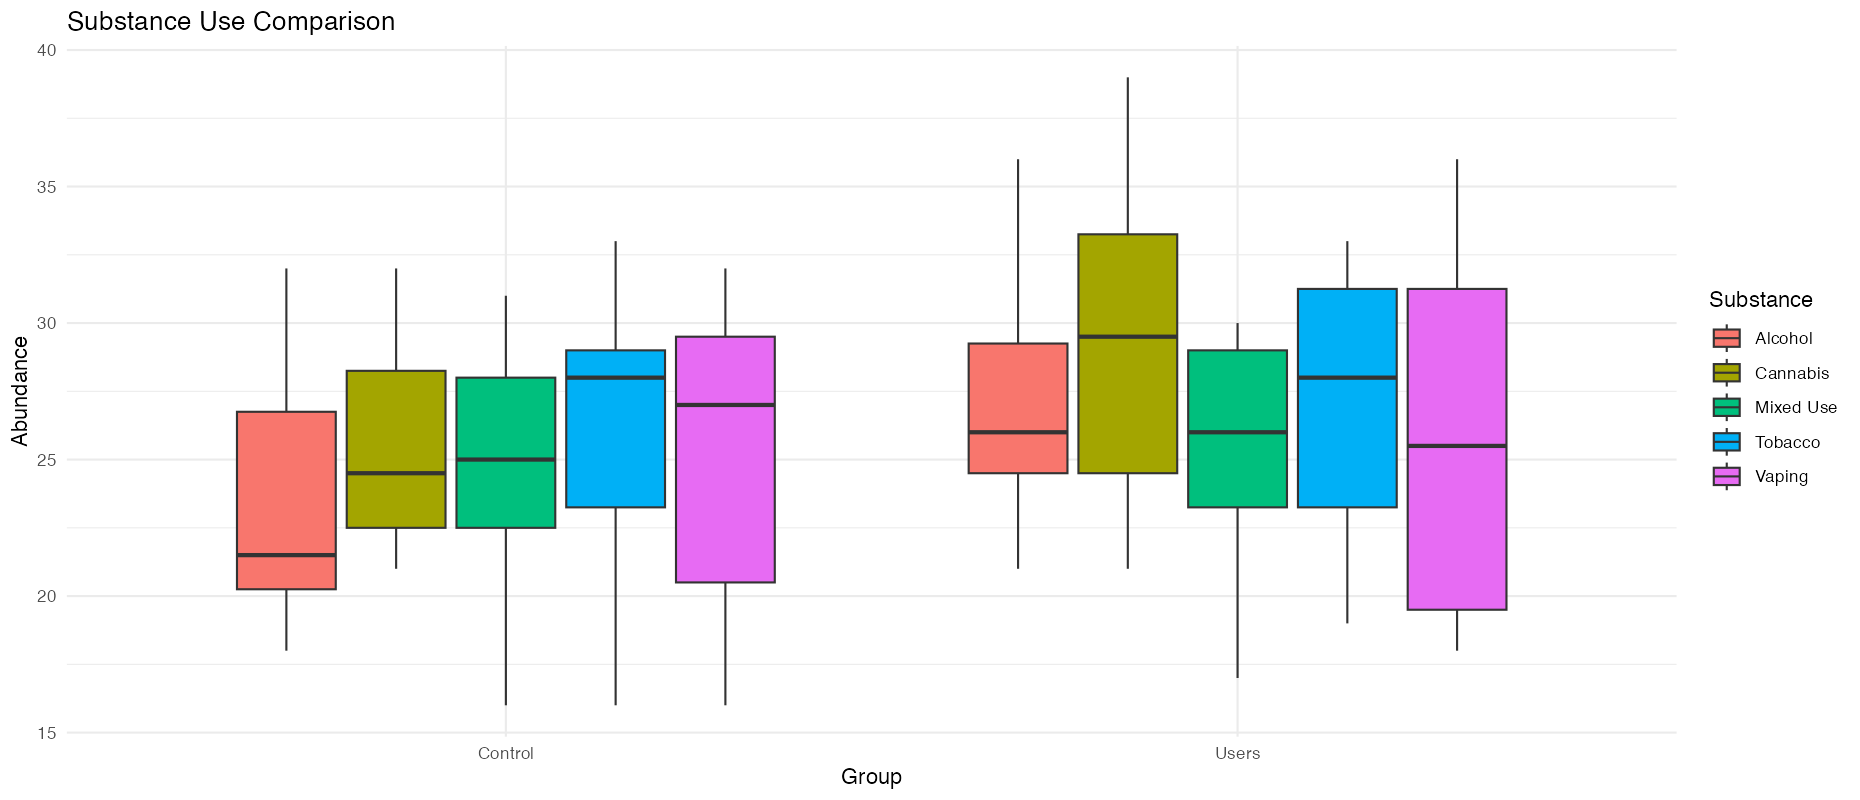 Substance Use Comparison
40
35
30
25
20
15
Abundance
Control
Users
Group
Substance
Alcohol
Cannabis
Mixed Use
Tobacco
Vaping